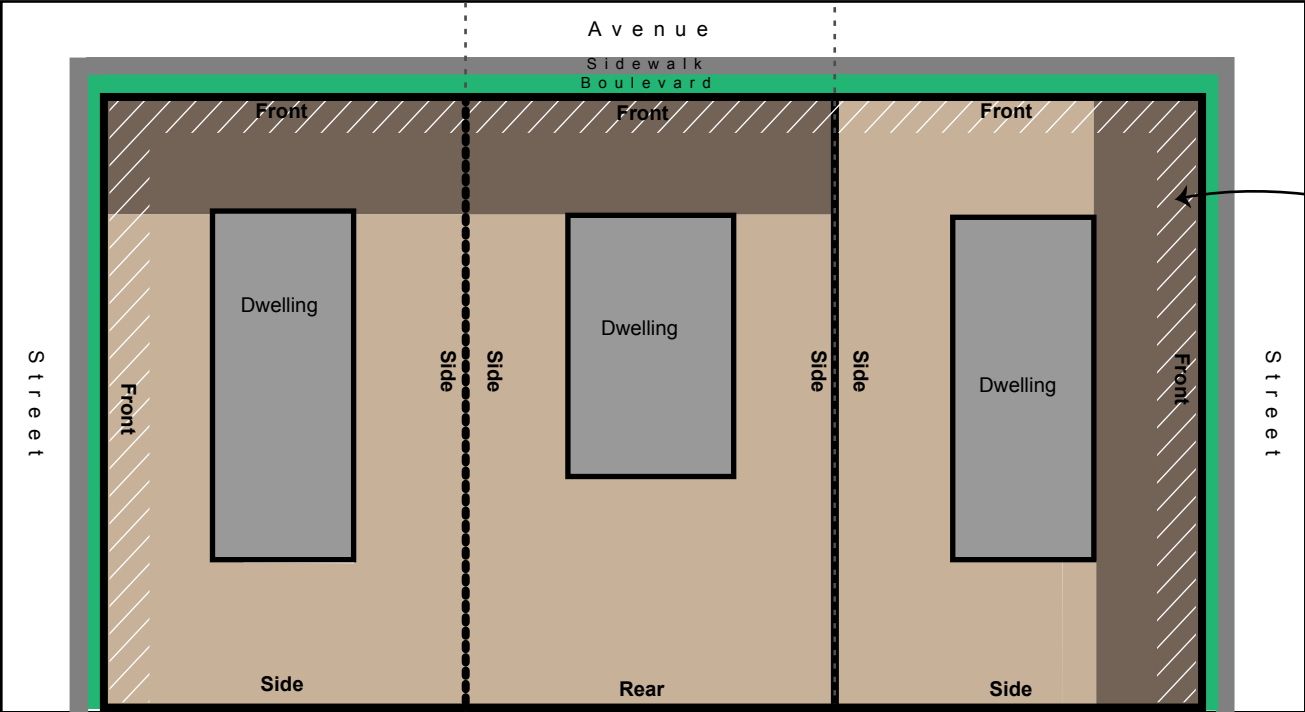 Avenue
Sidewalk
Boulevard
Front
Front
Front
Dwelling
Dwelling
Dwelling
Street
Front
Side
Side
Side
Side
Front
Street
Side
Rear
Side